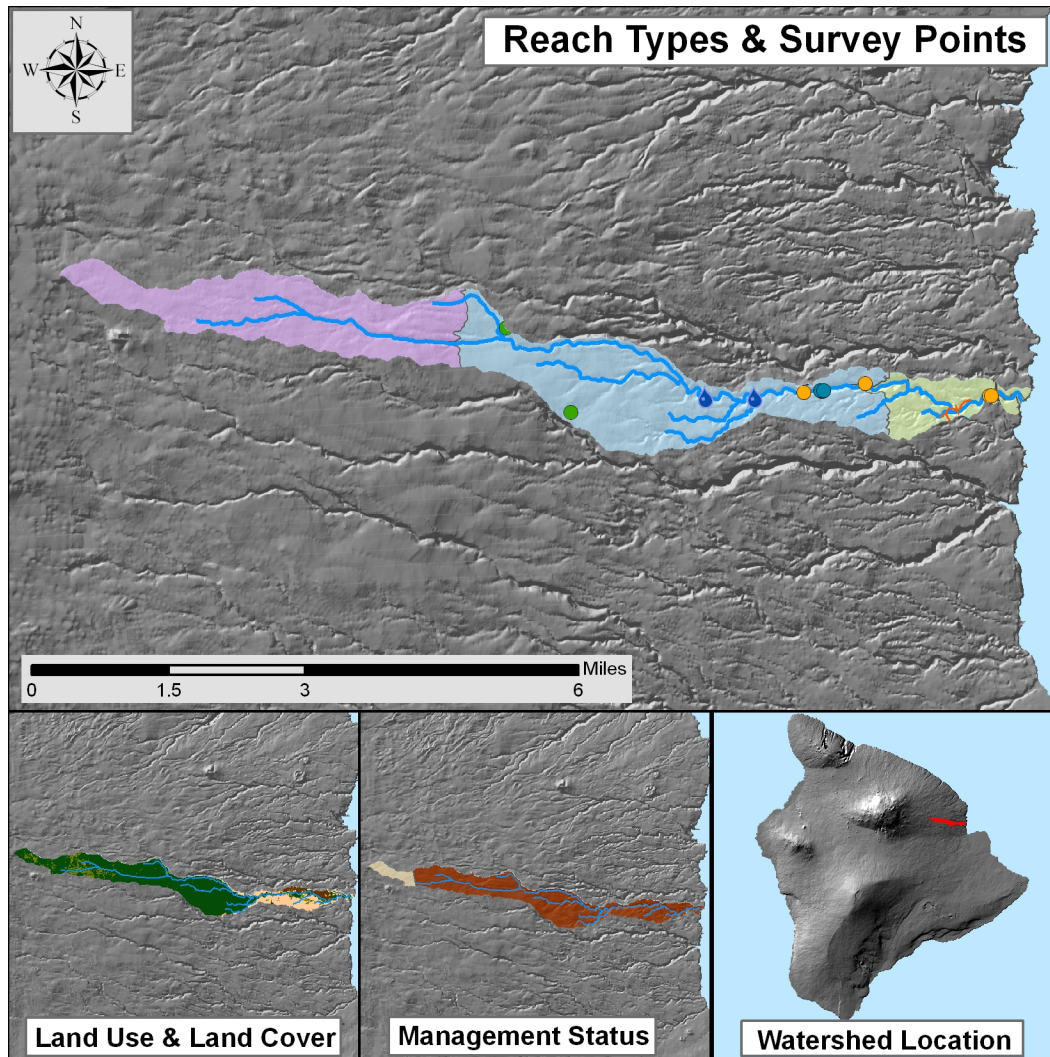 Reach Types & Survey Points
N
W E
S
Miles
0 1.5 3 6
Land Use & Land Cover
Management Status
Watershed Location